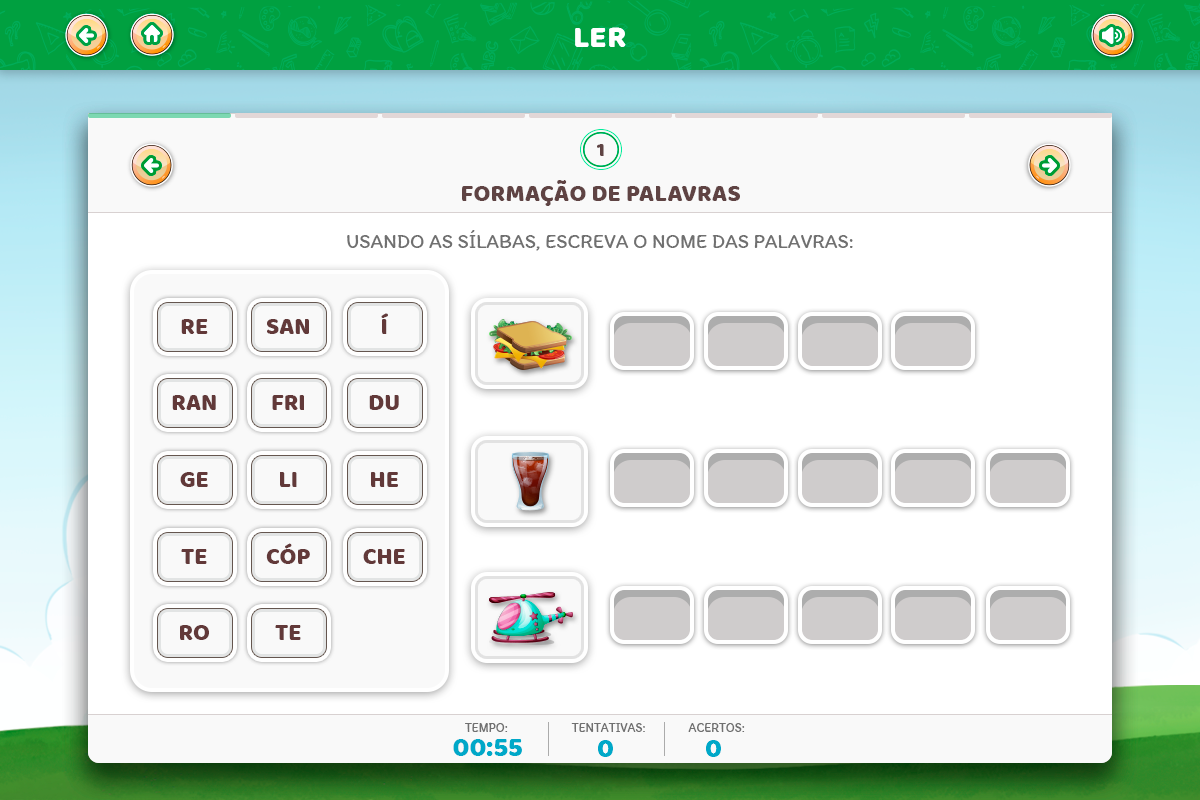 LER
1
FORMAÇÃO DE PALAVRAS
USANDO AS SÍLABAS, ESCREVA O NOME DAS PALAVRAS:
RE SAN Í
RAN FRI DU
GE LI HE
TE CÓP CHE
RO TE
TEMPO: TENTATIVAS: ACERTOS:
00:55 0 0